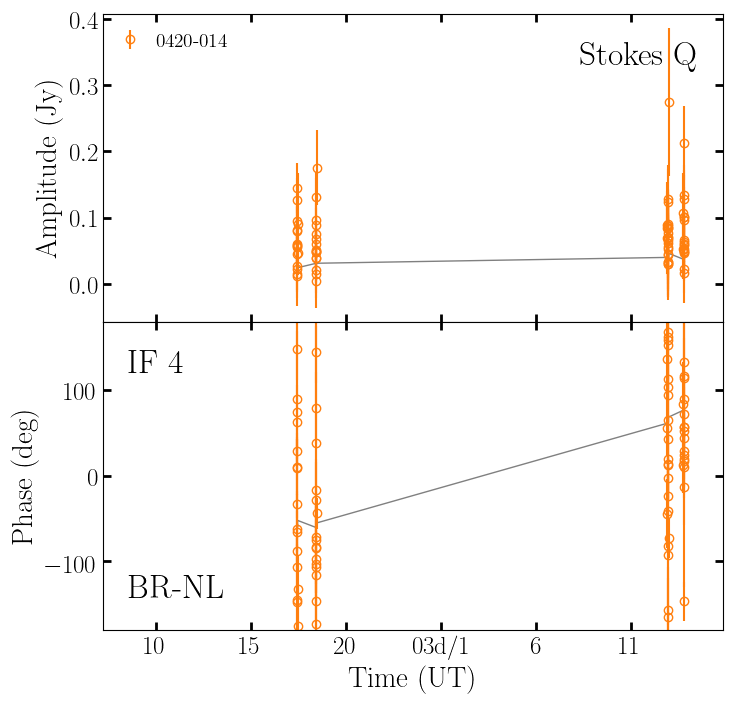 0420-014
Stokes Q
0.4
0.3
0.2
0.1
0.0
Amplitude (Jy)
IF 4
100
0
−100
Phase (deg)
BR-NL
10 15 20 03d/1 6 11
Time (UT)